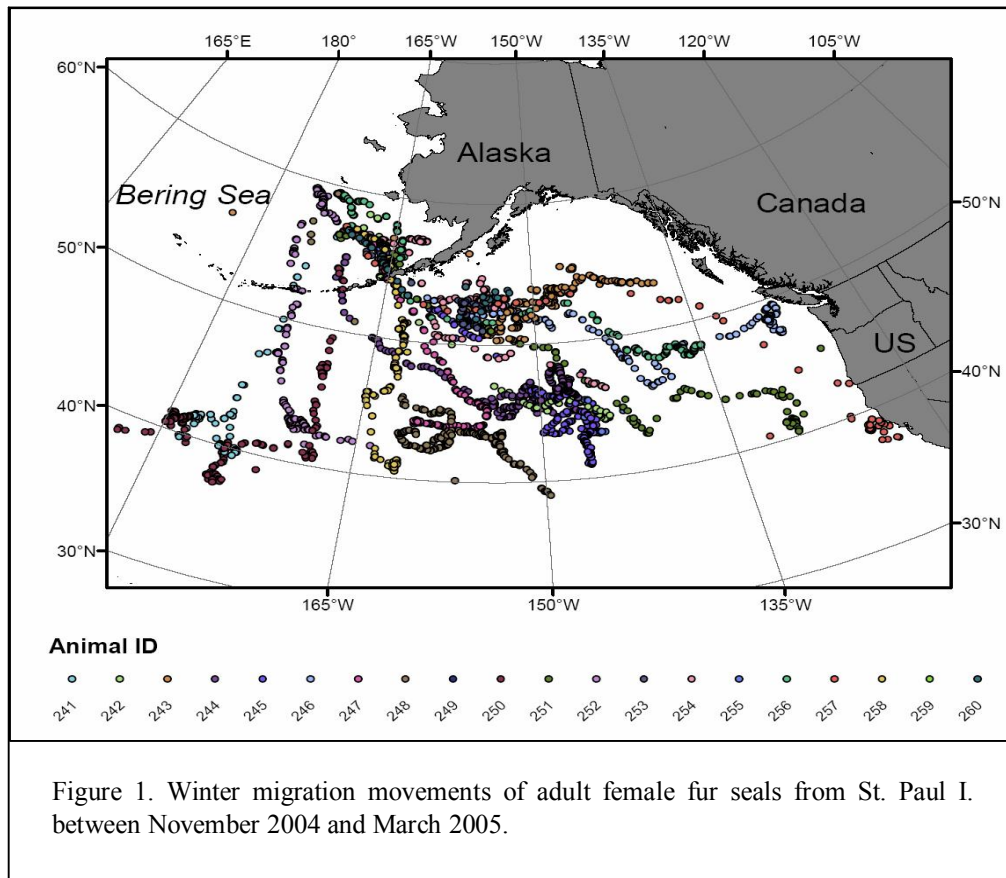 165°E 180° 165°W 150°W 135°W 120°W 105°W
60°N
Alaska
Bering Sea
Canada
50°N
50°N
US
40°N
40°N
30°N
30°N
165°W 150°W 135°W
Animal ID
241 242 243 244 245 246 247 248 249 250 251 252 253 254 255 256 257 258 259 260
Figure 1. Winter migration movements of adult female fur seals from St. Paul I.
between November 2004 and March 2005.